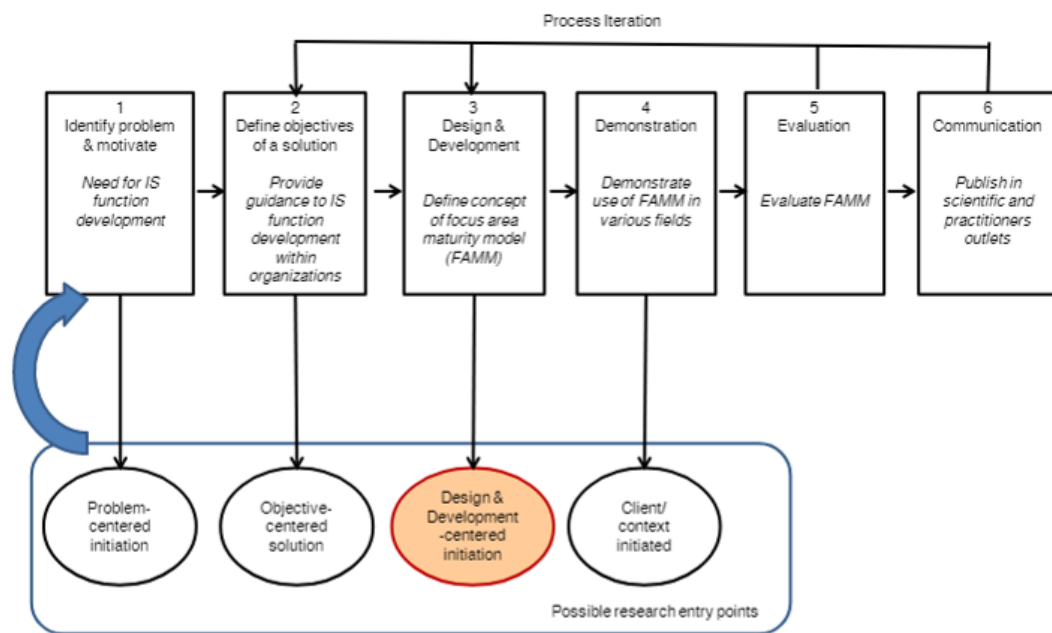 Process Iteration
1
Identify problem
& motivate
Need for IS
function
development
2
Define objectives
of a solution
Provide
guidance to IS
function
development
within
organizations
3
Design &
Development
Define concept
of focus area
maturity model
(FAMM)
4
Demonstration
Demonstrate
use of FAMM in
various fields
5
Evaluation
Evaluate FAMM
6
Communication
Publish in
scientific and
practitioners
outlets
Problem-
centered
initiation
Objective-
centered
solution
Design &
Development
-centered
initiation
Client/
context
initiated
Possible research entry points